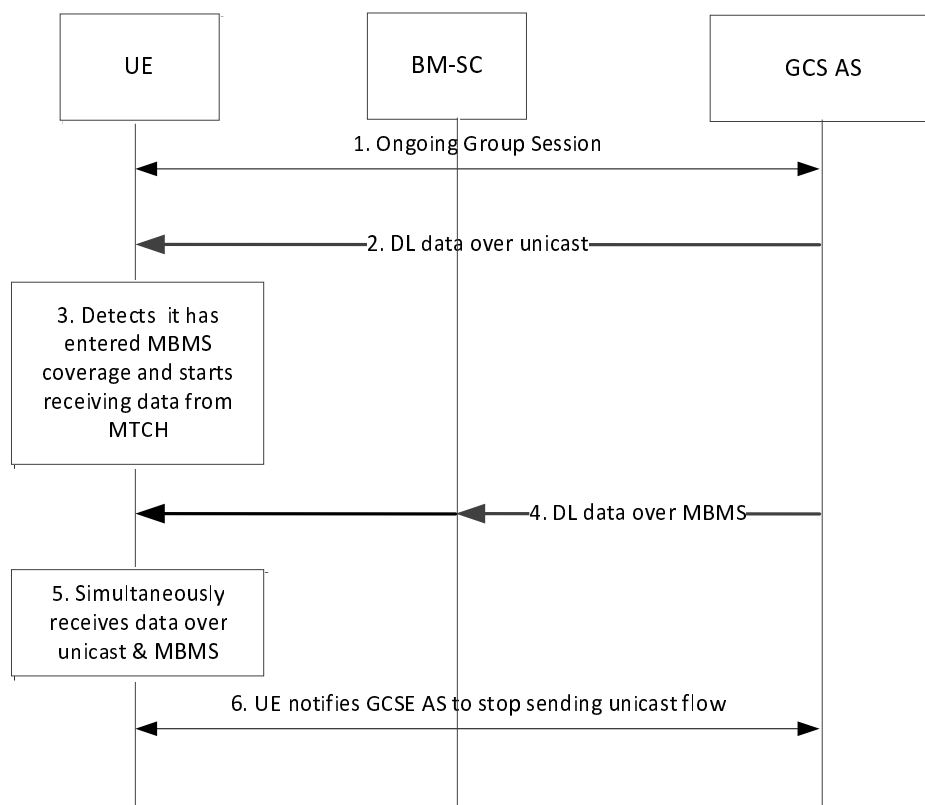 UE
BM-SC
GCS AS
1. Ongoing Group Session
2. DL data over unicast
3. Detects it has
entered MBMS
coverage and starts
receiving data from
MTCH
4. DL data over MBMS
5. Simultaneously
receives data over
unicast & MBMS
6. UE notifies GCSE AS to stop sending unicast flow